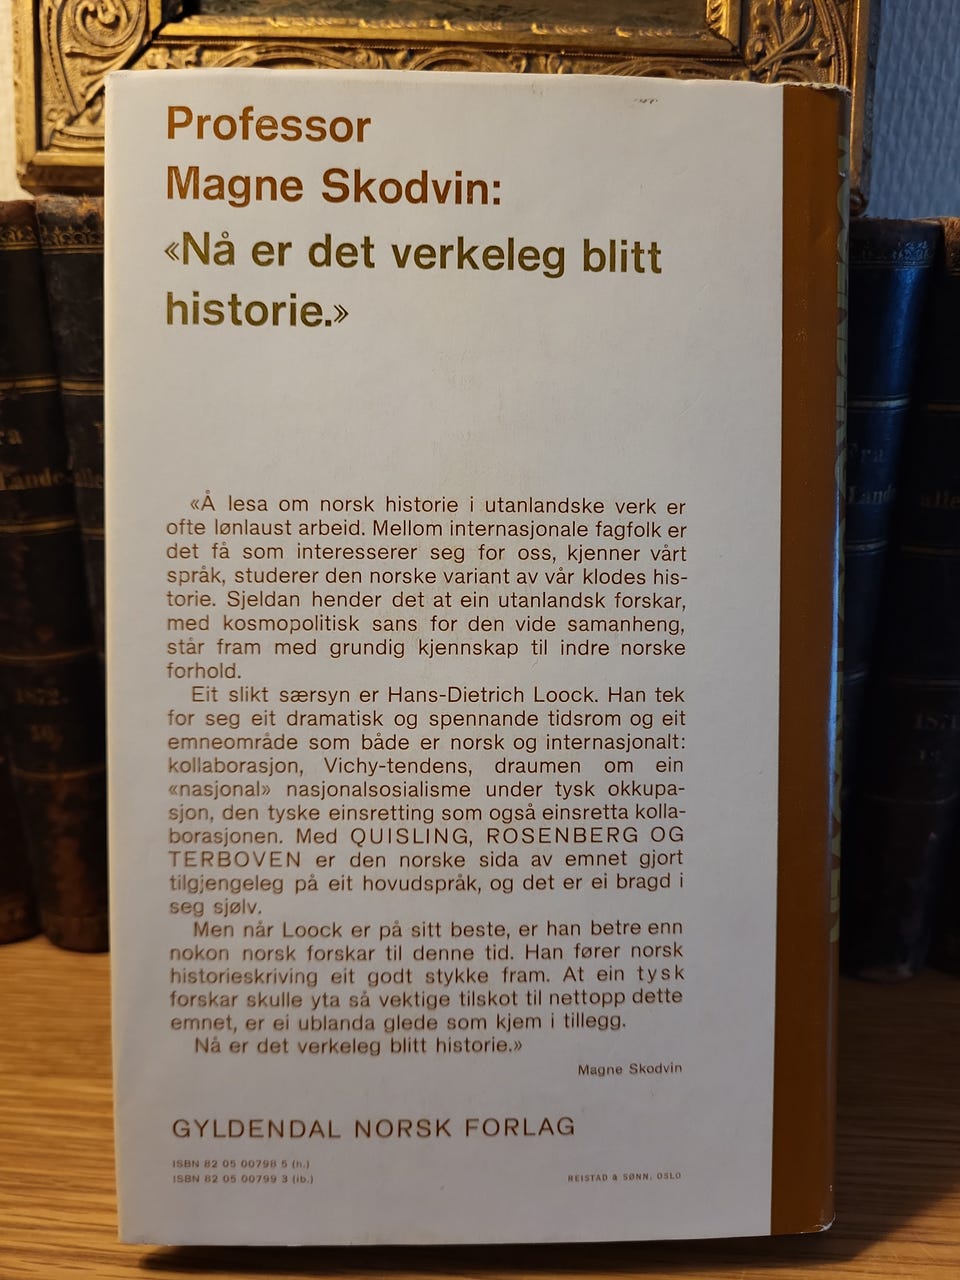 Professor
Magne Skodvin:
«Nå er det verkeleg blitt
historie.»
«Å lesa om norsk historie i utanlandske verk er
ofte lønlaust arbeid. Mellom internasjonale fagfolk er
det få som interesserer seg for oss, kjenner vårt
språk, studerer den norske variant av vår klodes his-
torie. Sjeldan hender det at ein utanlandsk forskar,
med kosmopolitisk sans for den vide samanheng,
står fram med grundig kjennskap til indre norske
forhold.
Eit slikt særsyn er Hans-Dietrich Loock. Han tek
for seg eit dramatisk og spennande tidsrom og eit
emneområde som både er norsk og internasjonalt:
kollaborasjon, Vichy-tendens, draumen om ein
«nasjonal» nasjonalsosialisme under tysk okkupa-
sjon, den tyske einsretting som også einsretta kolla-
borasjonen. Med QUISLING, ROSENBERG OG
TERBOVEN er den norske sida av emnet gjort
tilgjengeleg på eit hovudspråk, og det er ei bragd i
seg sjølv.
Men når Loock er på sitt beste, er han betre enn
nokon norsk forskar til denne tid. Han fører norsk
historieskriving eit godt stykke fram. At ein tysk
forskar skulle yta så vektige tilskot til nettopp dette
emnet, er ei ublanda glede som kjem i tillegg.
Nå er det verkeleg blitt historie.»
Magne Skodvin
GYLDENDAL NORSK FORLAG
ISBN 82 05 00798 5 (h.)
ISBN 82 05 00799 3 (ib.)
REISTAD & SØNN, OSLO
1872.
Fra
Land